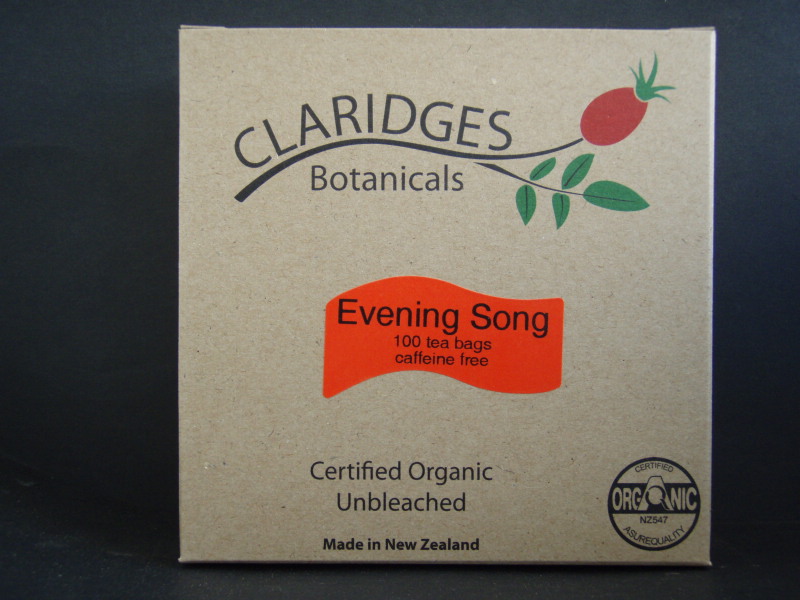 CLARIDGES
Botanicals
Evening Song
100 tea bags
caffeine free
Certified Organic
Unbleached
Made in New Zealand
CERTIFIED
ORGANIC
NZ547
ASUREQUALITY